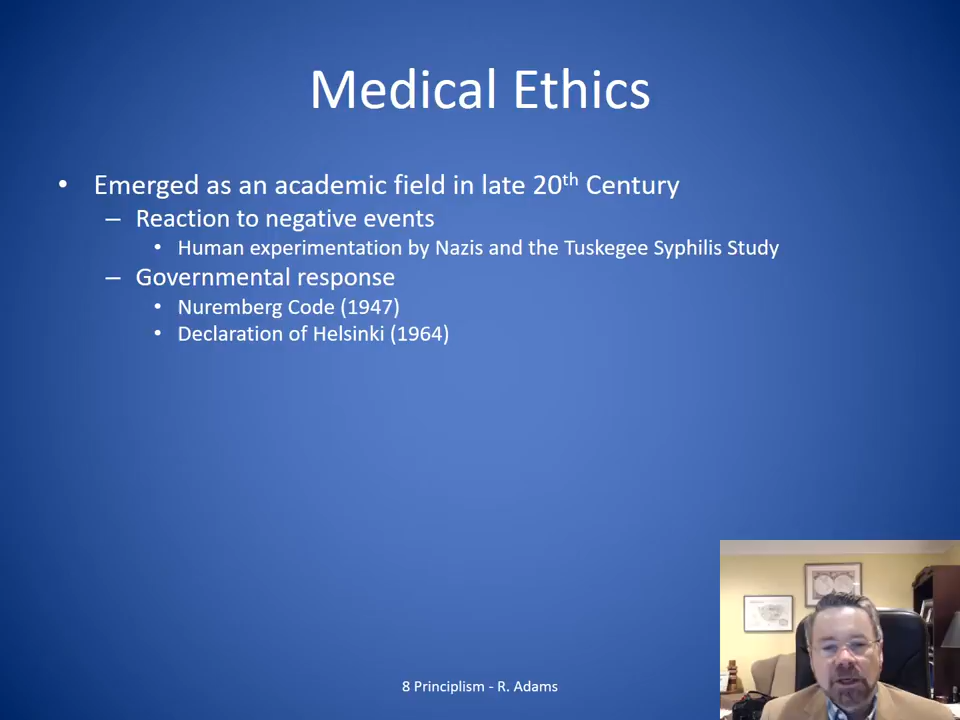 Medical Ethics
• Emerged as an academic field in late 20th Century
– Reaction to negative events
• Human experimentation by Nazis and the Tuskegee Syphilis Study
– Governmental response
• Nuremberg Code (1947)
• Declaration of Helsinki (1964)
8 Principlism - R. Adams